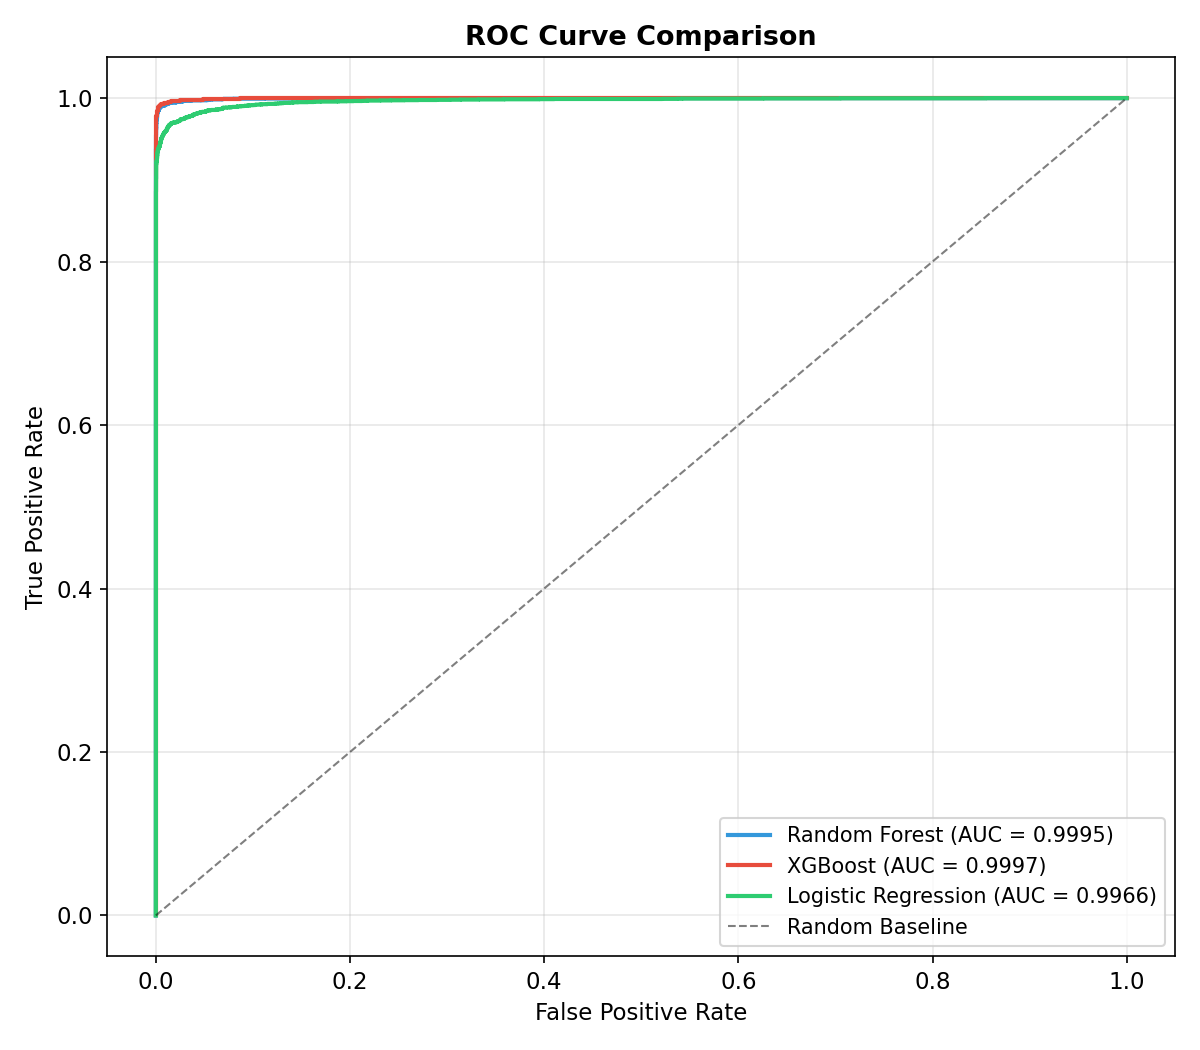 ROC Curve Comparison
True Positive Rate
1.0
0.8
0.6
0.4
0.2
0.0
Random Forest (AUC = 0.9995)
XGBoost (AUC = 0.9997)
Logistic Regression (AUC = 0.9966)
Random Baseline
0.0 0.2 0.4 0.6 0.8 1.0
False Positive Rate